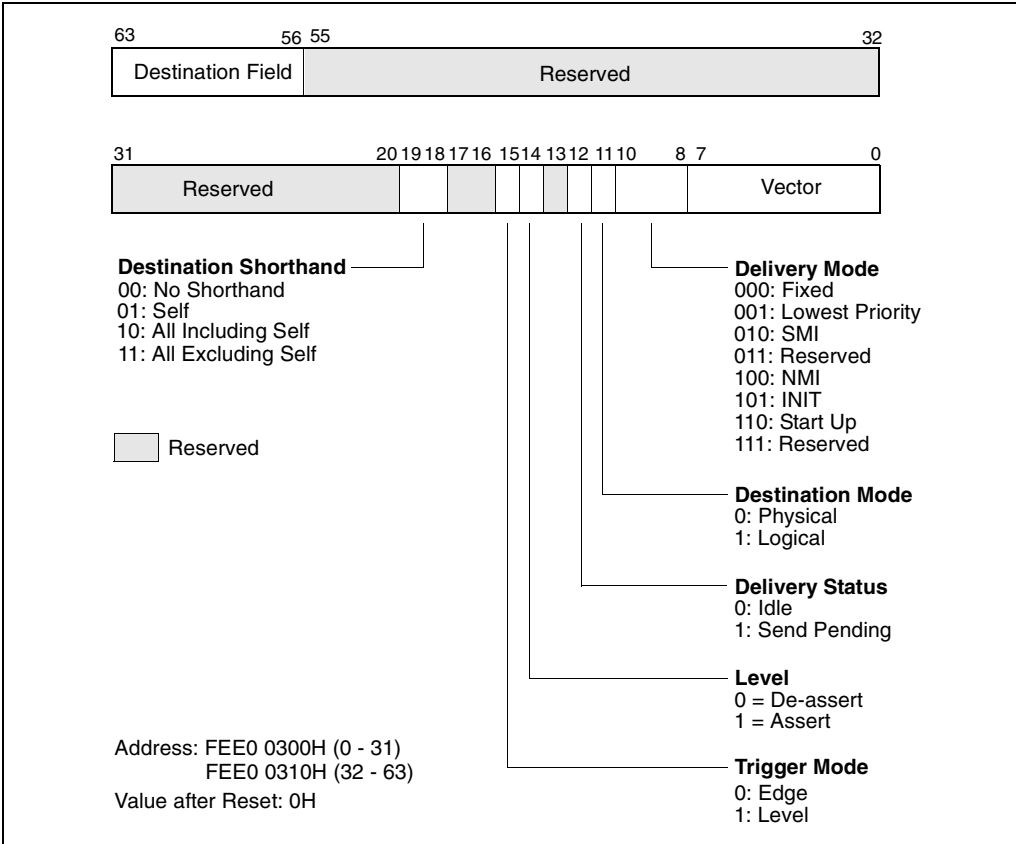 63 56 55 32
Destination Field Reserved
31 20 19 18 17 16 15 14 13 12 11 10 8 7 0
Reserved Vector
Destination Shorthand
00: No Shorthand
01: Self
10: All Including Self
11: All Excluding Self
Reserved
Delivery Mode
000: Fixed
001: Lowest Priority
010: SMI
011: Reserved
100: NMI
101: INIT
110: Start Up
111: Reserved
Destination Mode
0: Physical
1: Logical
Delivery Status
0: Idle
1: Send Pending
Level
0 = De-assert
1 = Assert
Trigger Mode
0: Edge
1: Level
Address: FEE0 0300H (0 - 31)
FEE0 0310H (32 - 63)
Value after Reset: 0H